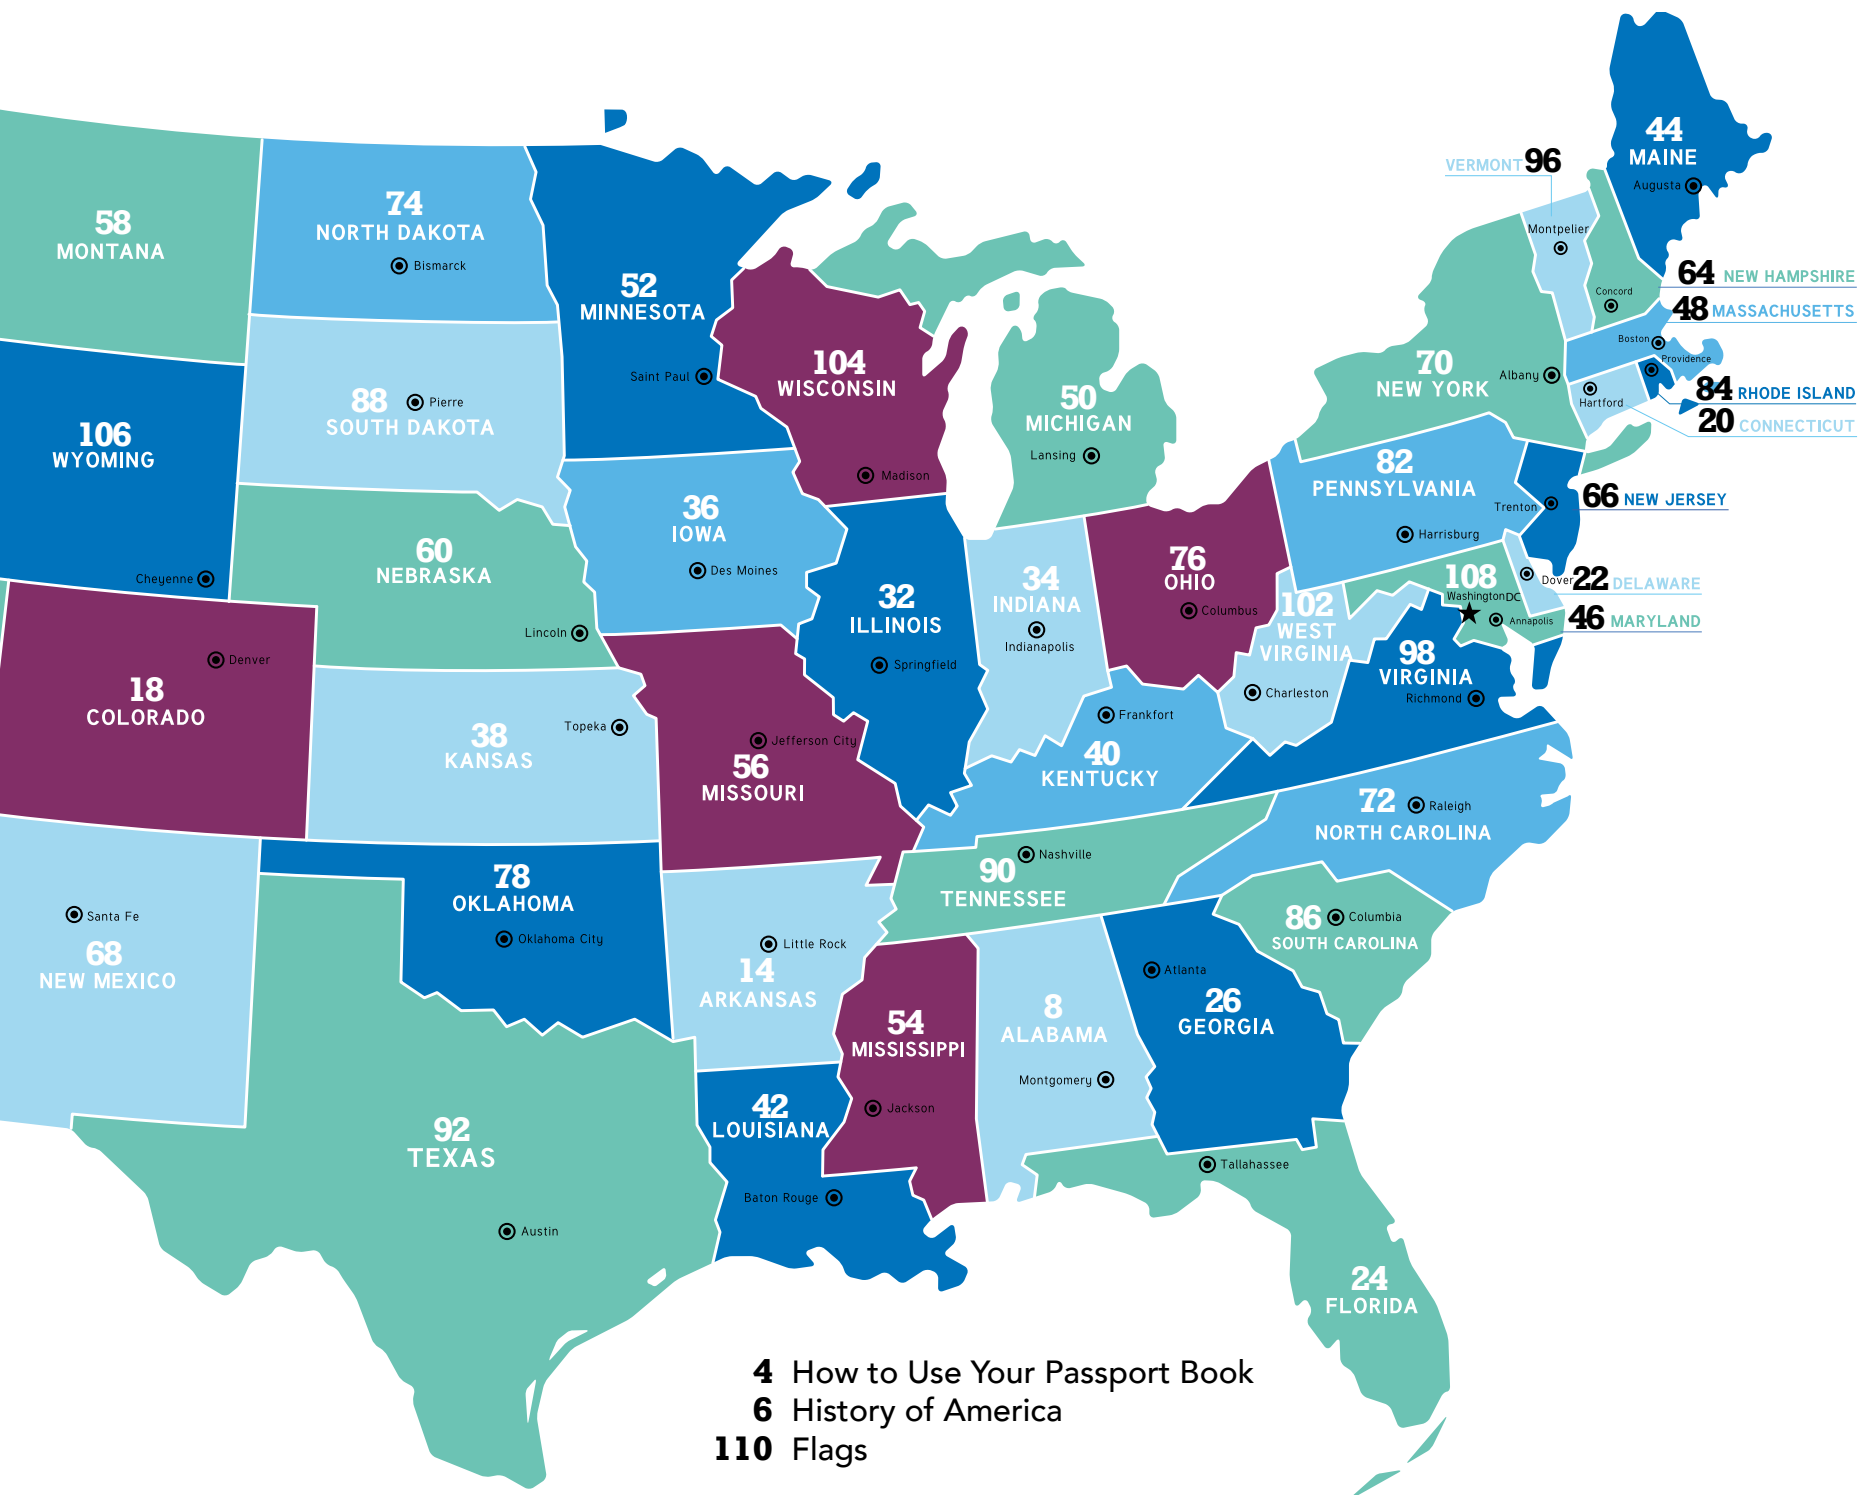 44
MAINE
Augusta
VERMONT 96
Montpelier
58
MONTANA
74
NORTH DAKOTA
Bismarck
52
MINNESOTA
Saint Paul
64 NEW HAMPSHIRE
Concord
48 MASSACHUSETTS
Boston
Providence
84 RHODE ISLAND
20 CONNECTICUT
Hartford
70
NEW YORK
Albany
104
WISCONSIN
Madison
50
MICHIGAN
Lansing
88
SOUTH DAKOTA
Pierre
106
WYOMING
Cheyenne
82
PENNSYLVANIA
Harrisburg
66 NEW JERSEY
Trenton
36
IOWA
Des Moines
60
NEBRASKA
Lincoln
76
OHIO
Columbus
34
INDIANA
Indianapolis
32
ILLINOIS
Springfield
108
Washington DC
Annapolis
Dover
22 DELAWARE
46 MARYLAND
102
WEST
VIRGINIA
Charleston
98
VIRGINIA
Richmond
Denver
18
COLORADO
38
KANSAS
Topeka
Jefferson City
56
MISSOURI
Frankfort
40
KENTUCKY
72
NORTH CAROLINA
Raleigh
90
TENNESSEE
Nashville
78
OKLAHOMA
Oklahoma City
Santa Fe
68
NEW MEXICO
Little Rock
14
ARKANSAS
86
SOUTH CAROLINA
Columbia
Atlanta
26
GEORGIA
8
ALABAMA
Montgomery
54
MISSISSIPPI
Jackson
42
LOUISIANA
Baton Rouge
92
TEXAS
Austin
Tallahassee
24
FLORIDA
4 How to Use Your Passport Book
6 History of America
110 Flags